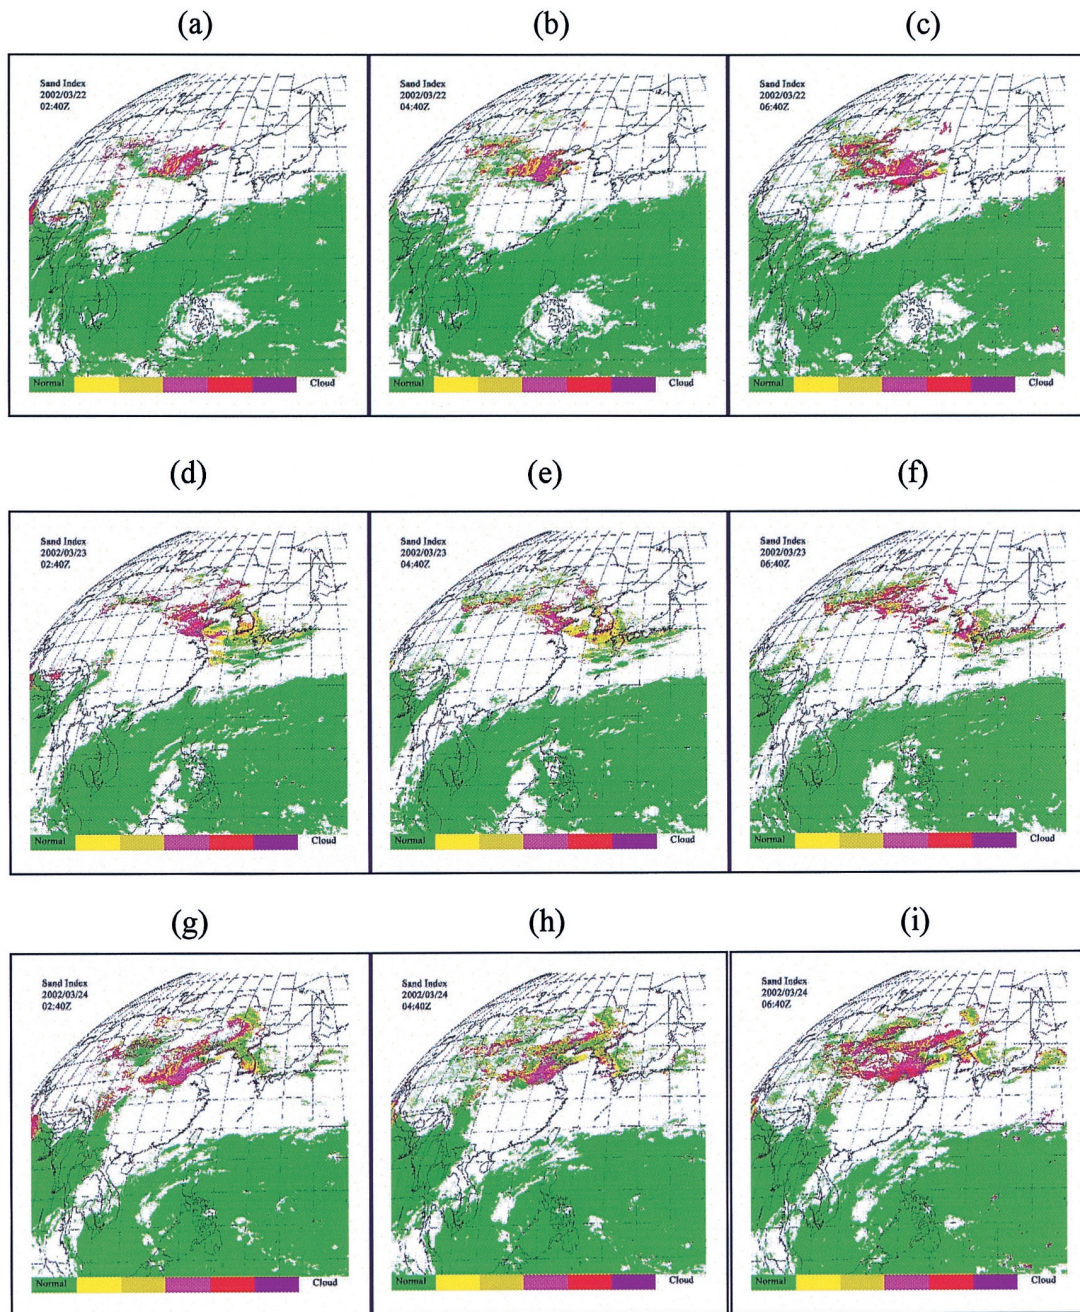 (a)
(b)
(c)
Sand Index
2002/03/22
02:40Z
Normal
Cloud
Sand Index
2002/03/22
04:40Z
Normal
Cloud
Sand Index
2002/03/22
06:40Z
Normal
Cloud
(d)
(e)
(f)
Sand Index
2002/03/23
02:40Z
Normal
Cloud
Sand Index
2002/03/23
04:40Z
Normal
Cloud
Sand Index
2002/03/23
06:40Z
Normal
Cloud
(g)
(h)
(i)
Sand Index
2002/03/24
02:40Z
Normal
Cloud
Sand Index
2002/03/24
04:40Z
Normal
Cloud
Sand Index
2002/03/24
06:40Z
Normal
Cloud